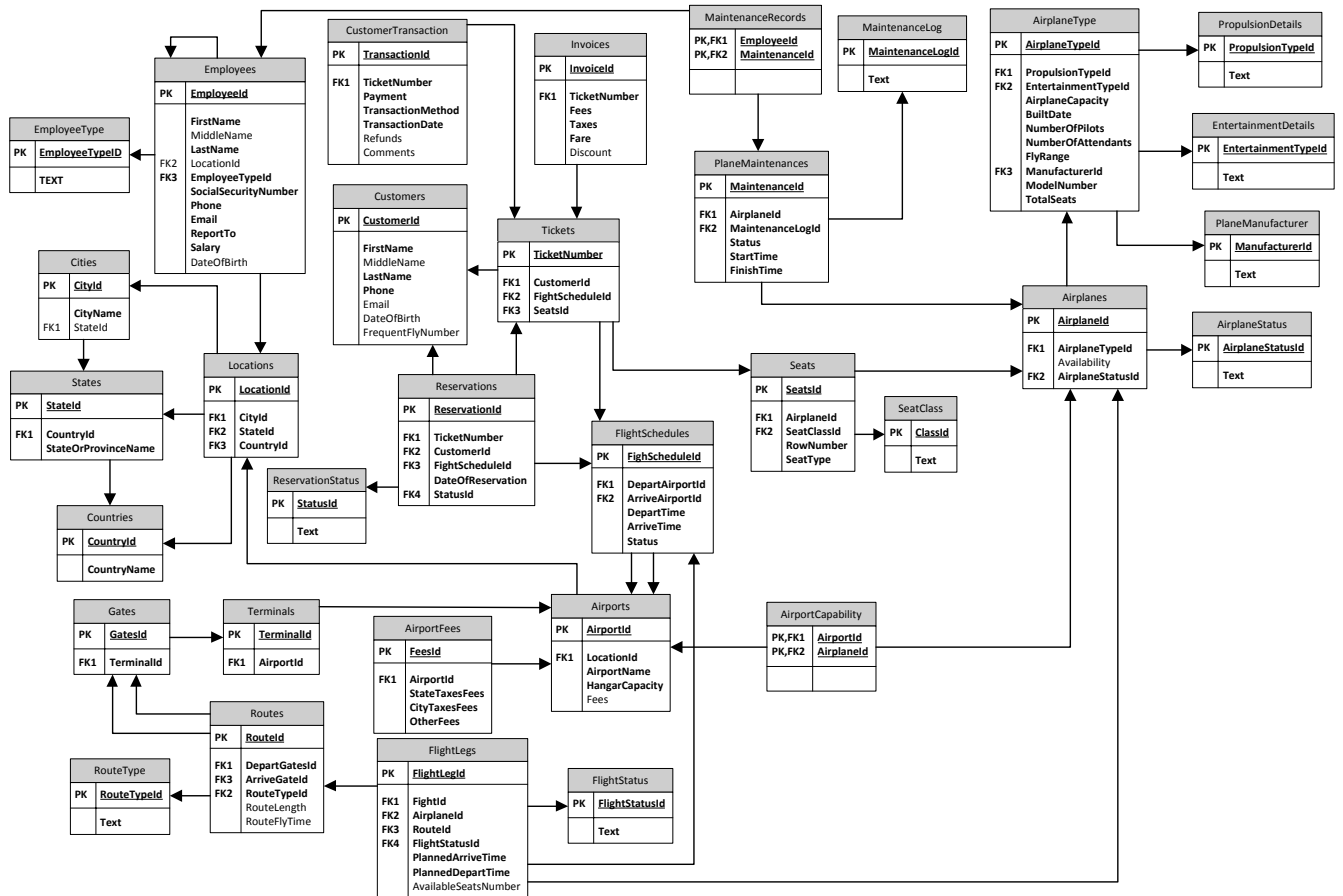 CustomerTransaction
PK TransactionId
FK1 TicketNumber
Payment
TransactionMethod
TransactionDate
Refunds
Comments
Invoices
PK InvoiceId
FK1 TicketNumber
Fees
Taxes
Fare
Discount
MaintenanceRecords
PK,FK1 EmployeeId
PK,FK2 MaintenanceId
MaintenanceLog
PK MaintenanceLogId
Text
AirplaneType
PK AirplaneTypeId
FK1 PropulsionTypeId
FK2 EntertainmentTypeId
AirplaneCapacity
BuiltDate
NumberOfPilots
NumberOfAttendants
FlyRange
FK3 ManufacturerId
ModelNumber
TotalSeats
PropulsionDetails
PK PropulsionTypeId
Text
Employees
PK EmployeeId
FirstName
MiddleName
LastName
FK2 LocationId
FK3 EmployeeTypeId
SocialSecurityNumber
Phone
Email
ReportTo
Salary
DateOfBirth
EmployeeType
PK EmployeeTypeID
TEXT
EntertainmentDetails
PK EntertainmentTypeId
Text
PlaneMaintenances
PK MaintenanceId
FK1 AirplaneId
FK2 MaintenanceLogId
Status
StartTime
FinishTime
Customers
PK CustomerId
FirstName
MiddleName
LastName
Phone
Email
DateOfBirth
FrequentFlyNumber
Tickets
PK TicketNumber
FK1 CustomerId
FK2 FightScheduleId
FK3 SeatsId
PlaneManufacturer
PK ManufacturerId
Text
Cities
PK CityId
CityName
FK1 StateId
Airplanes
PK AirplaneId
FK1 AirplaneTypeId
Availability
FK2 AirplaneStatusId
AirplaneStatus
PK AirplaneStatusId
Text
States
PK StateId
FK1 CountryId
StateOrProvinceName
Locations
PK LocationId
FK1 CityId
FK2 StateId
FK3 CountryId
Reservations
PK ReservationId
FK1 TicketNumber
FK2 CustomerId
FK3 FightScheduleId
DateOfReservation
FK4 StatusId
Seats
PK SeatsId
FK1 AirplaneId
FK2 SeatClassId
RowNumber
SeatType
SeatClass
PK ClassId
Text
FlightSchedules
PK FighScheduleId
FK1 DepartAirportId
FK2 ArriveAirportId
DepartTime
ArriveTime
Status
ReservationStatus
PK StatusId
Text
Countries
PK CountryId
CountryName
Gates
PK GatesId
FK1 TerminalId
Terminals
PK TerminalId
FK1 AirportId
AirportFees
PK FeesId
FK1 AirportId
StateTaxesFees
CityTaxesFees
OtherFees
Airports
PK AirportId
FK1 LocationId
AirportName
HangarCapacity
Fees
AirportCapability
PK,FK1 AirportId
PK,FK2 AirplaneId
Routes
PK RouteId
FK1 DepartGatesId
FK3 ArriveGateId
FK2 RouteTypeId
RouteLength
RouteFlyTime
RouteType
PK RouteTypeId
Text
FlightLegs
PK FlightLegId
FK1 FightId
FK2 AirplaneId
FK3 RouteId
FK4 FlightStatusId
PlannedArriveTime
PlannedDepartTime
AvailableSeatsNumber
FlightStatus
PK FlightStatusId
Text